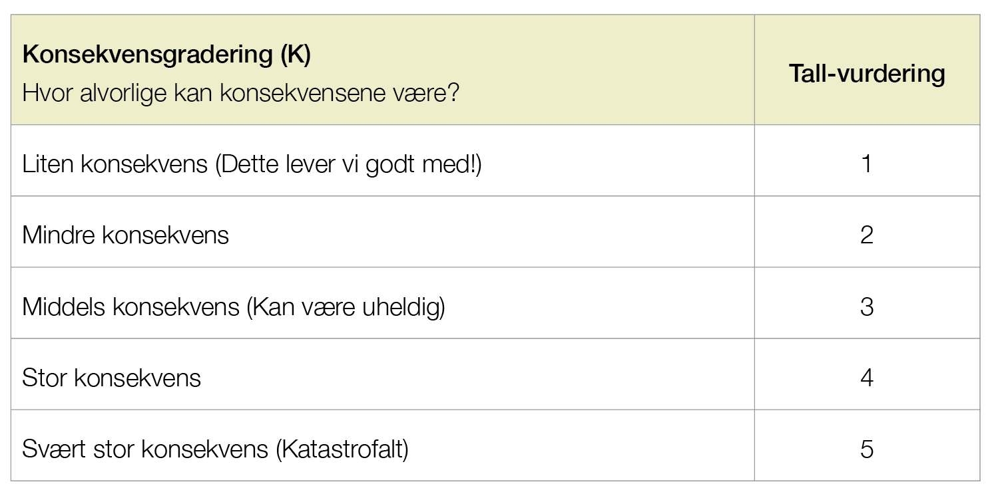 Konsekvensgradering (K)
Hvor alvorlige kan konsekvensene være?
Tall-vurdering
Liten konsekvens (Dette lever vi godt med!) 1
Mindre konsekvens 2
Middels konsekvens (Kan være uheldig) 3
Stor konsekvens 4
Svært stor konsekvens (Katastrofalt) 5